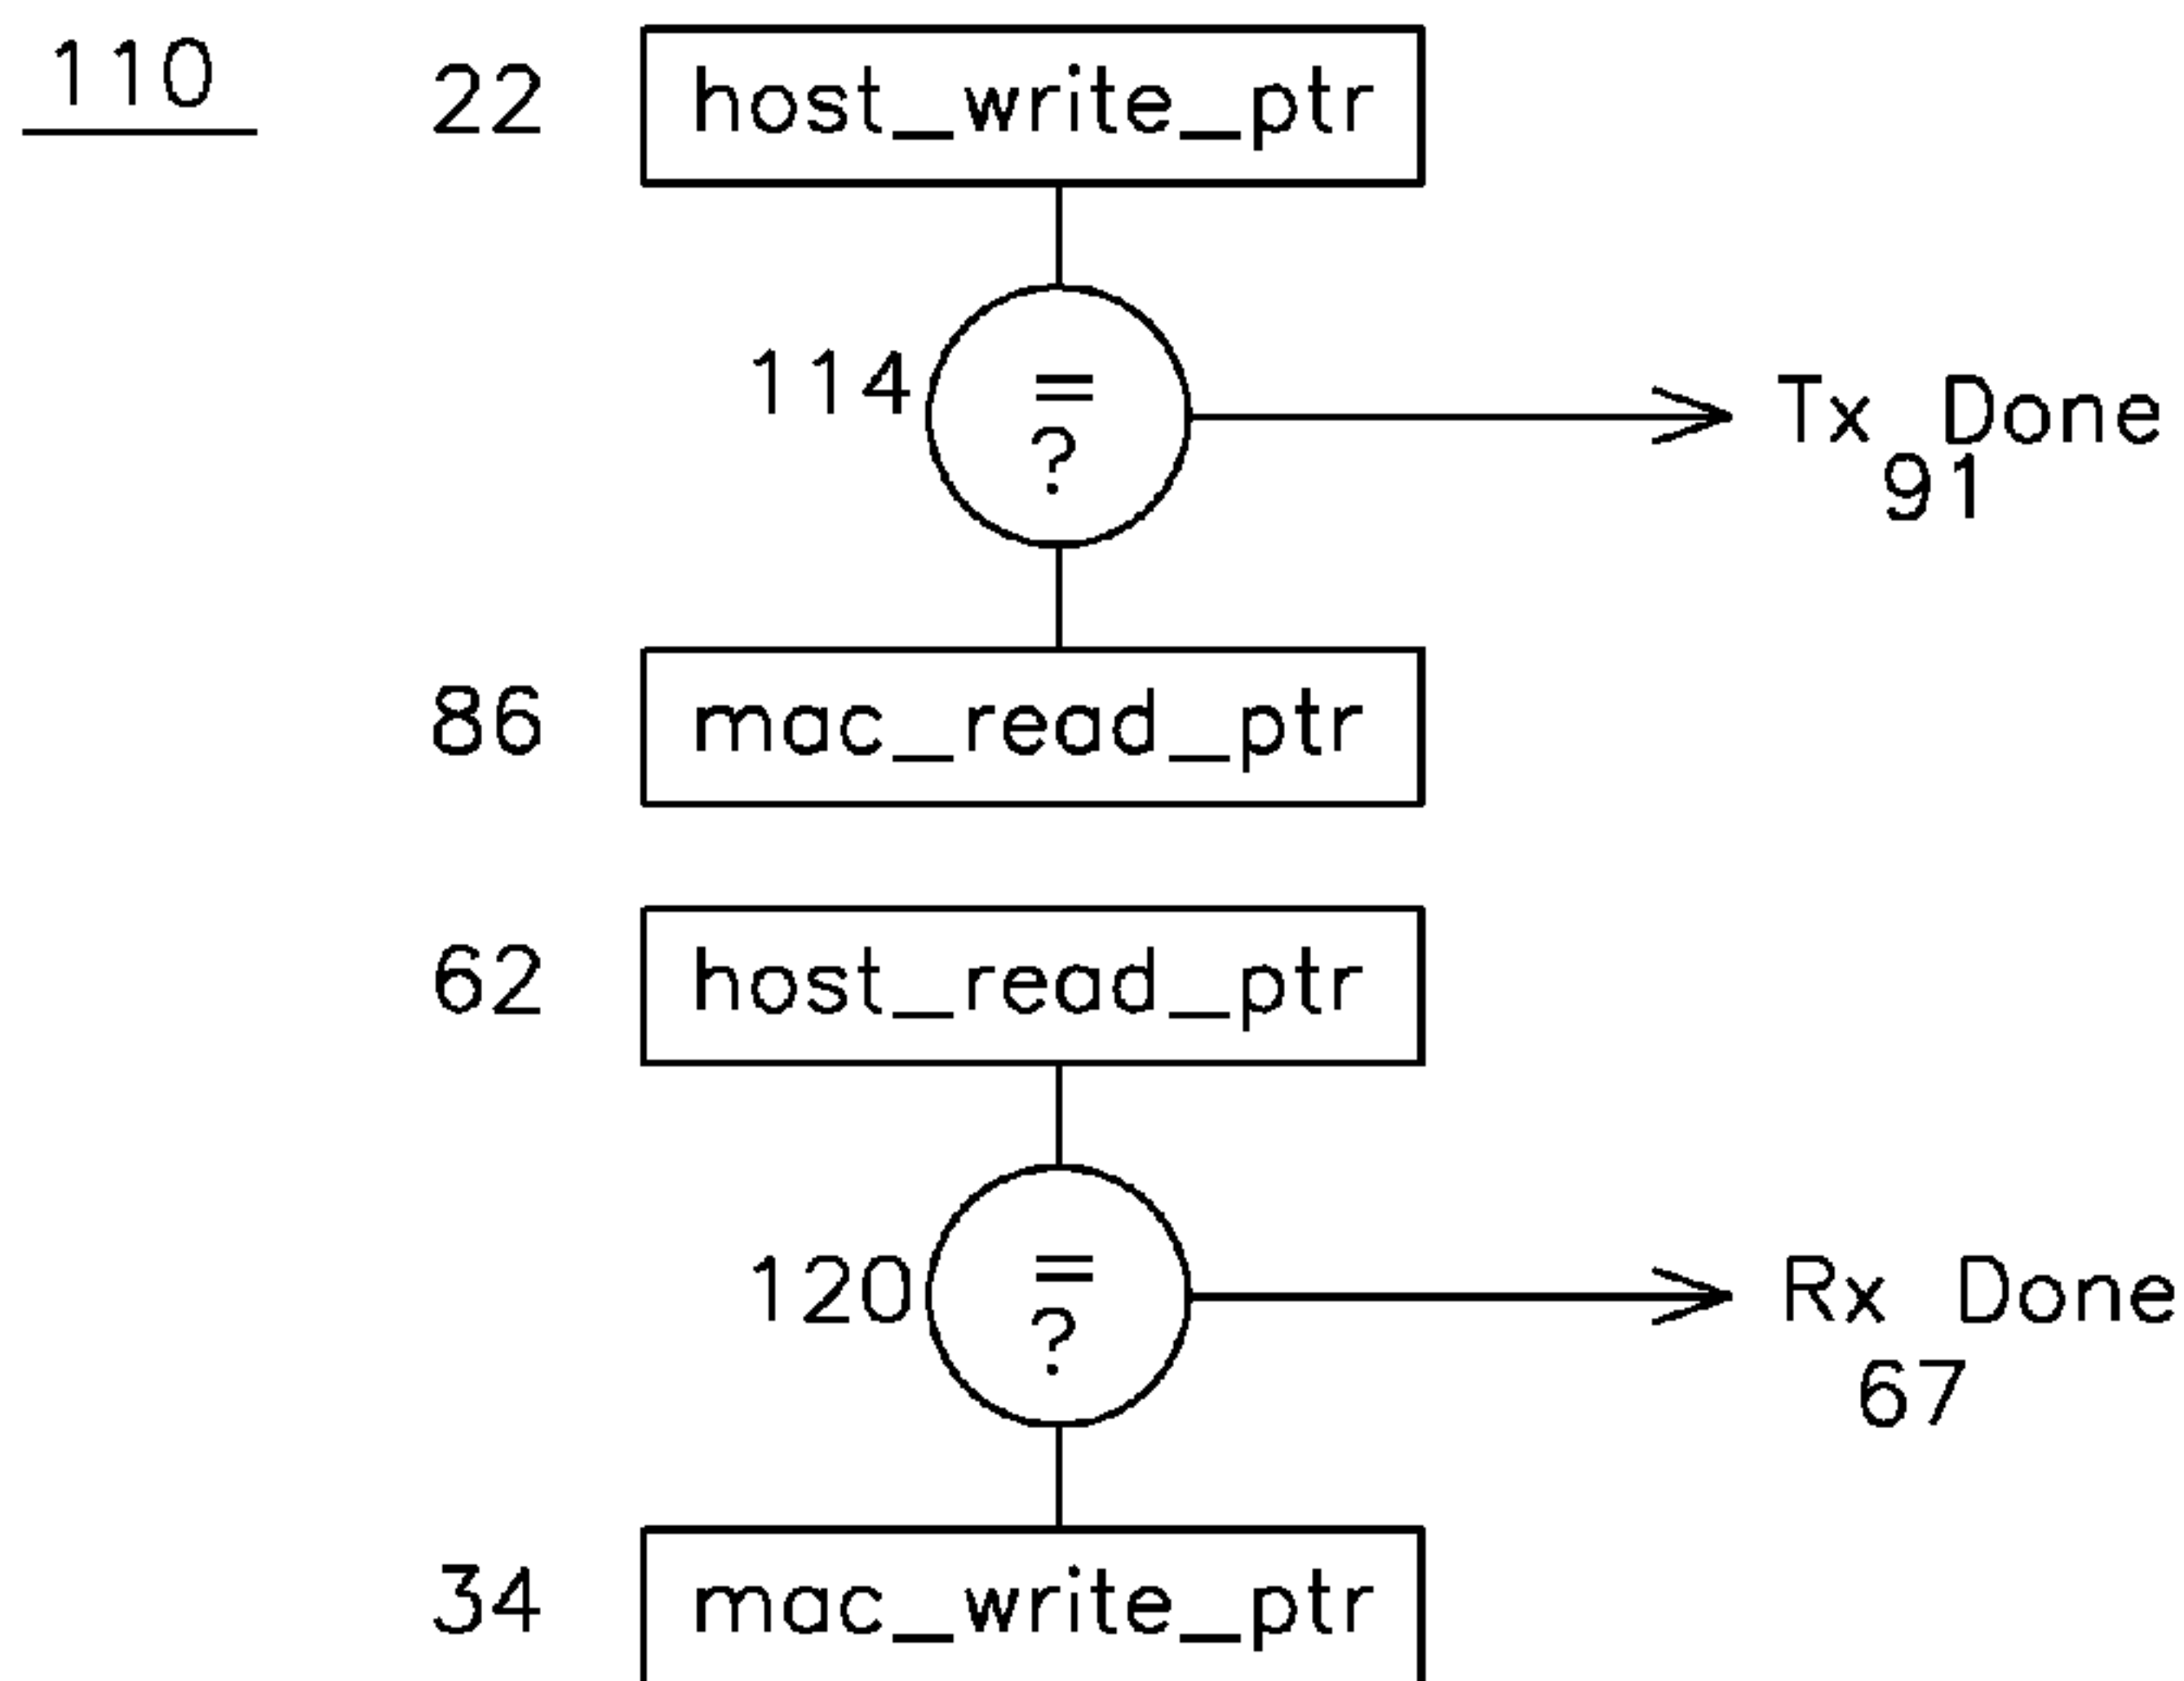 110
22 host_write_ptr
114 = ? Tx Done
91
86 mac_read_ptr
62 host_read_ptr
120 = ? Rx Done
67
34 mac_write_ptr